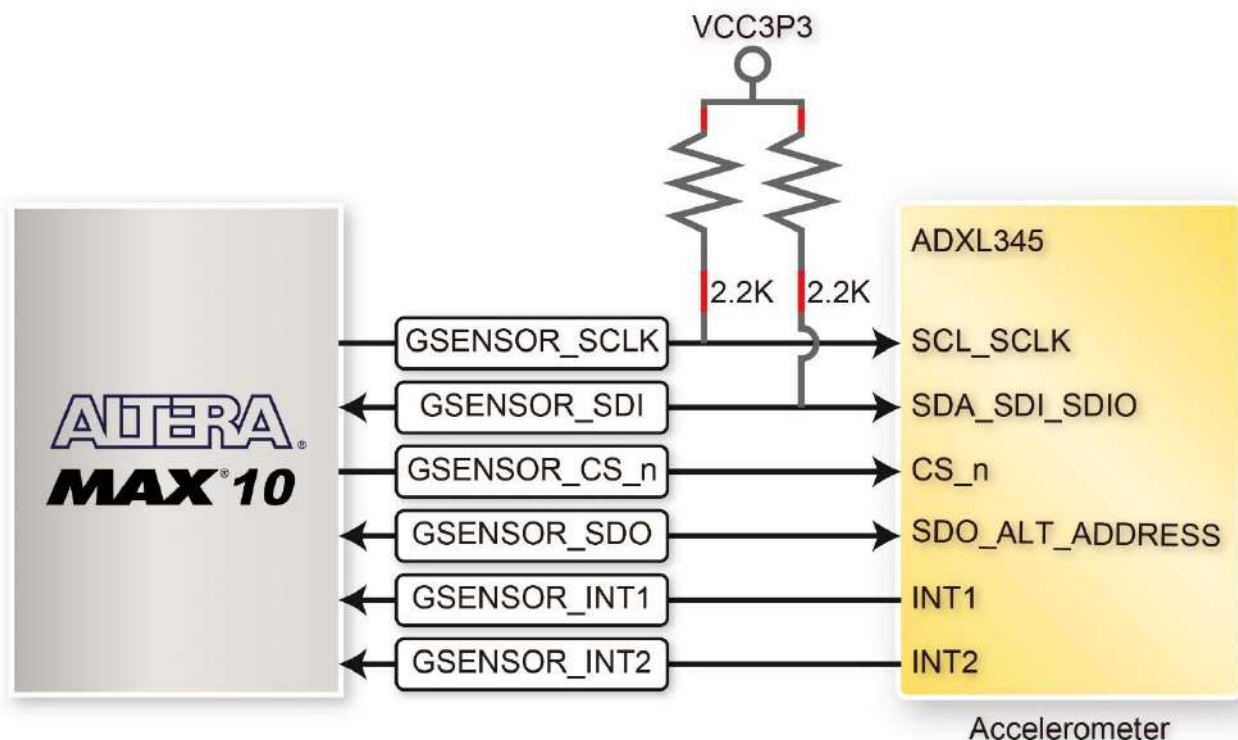 VCC3P3
2.2K 2.2K
ALTERA®
MAX®10
GSENSOR_SCLK
GSENSOR_SDI
GSENSOR_CS_n
GSENSOR_SDO
GSENSOR_INT1
GSENSOR_INT2
ADXL345
SCL_SCLK
SDA_SDI_SDIO
CS_n
SDO_ALT_ADDRESS
INT1
INT2
Accelerometer